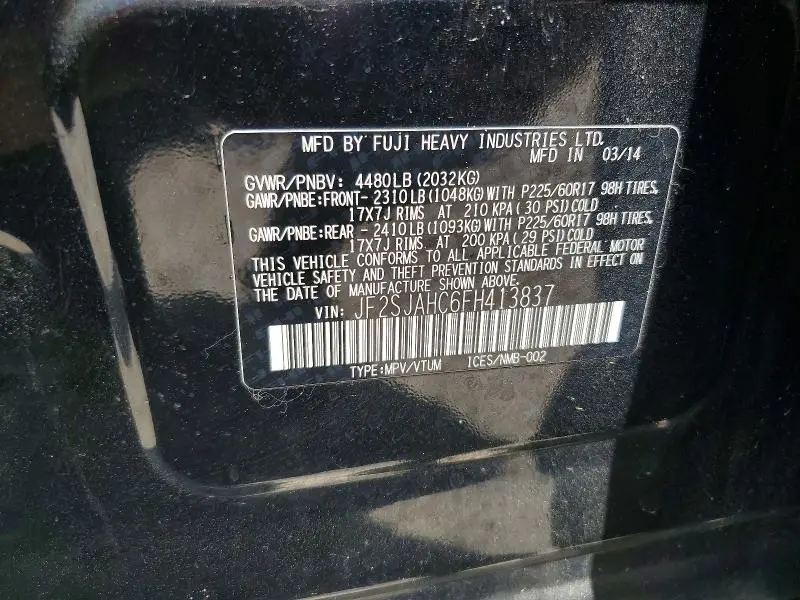 MFD BY FUJI HEAVY INDUSTRIES LTD.
MFD IN 03/14
GVWR/PNBV: 4480LB (2032KG)
GAWR/PNBE:FRONT- 2310LB (1048KG) WITH P225/60R17 98H TIRES,
17X7J RIMS AT 210 KPA (30 PSI) COLD
GAWR/PNBE:REAR - 2410LB (1093KG) WITH P225/60R17 98H TIRES,
17X7J RIMS AT 200 KPA (29 PSI) COLD
THIS VEHICLE CONFORMS TO ALL APPLICABLE FEDERAL MOTOR
VEHICLE SAFETY AND THEFT PREVENTION STANDARDS IN EFFECT ON
THE DATE OF MANUFACTURE SHOWN ABOVE.
VIN: JF2SJAHC6FH413837
TYPE:MPV/VTUM ICES/NMB-002